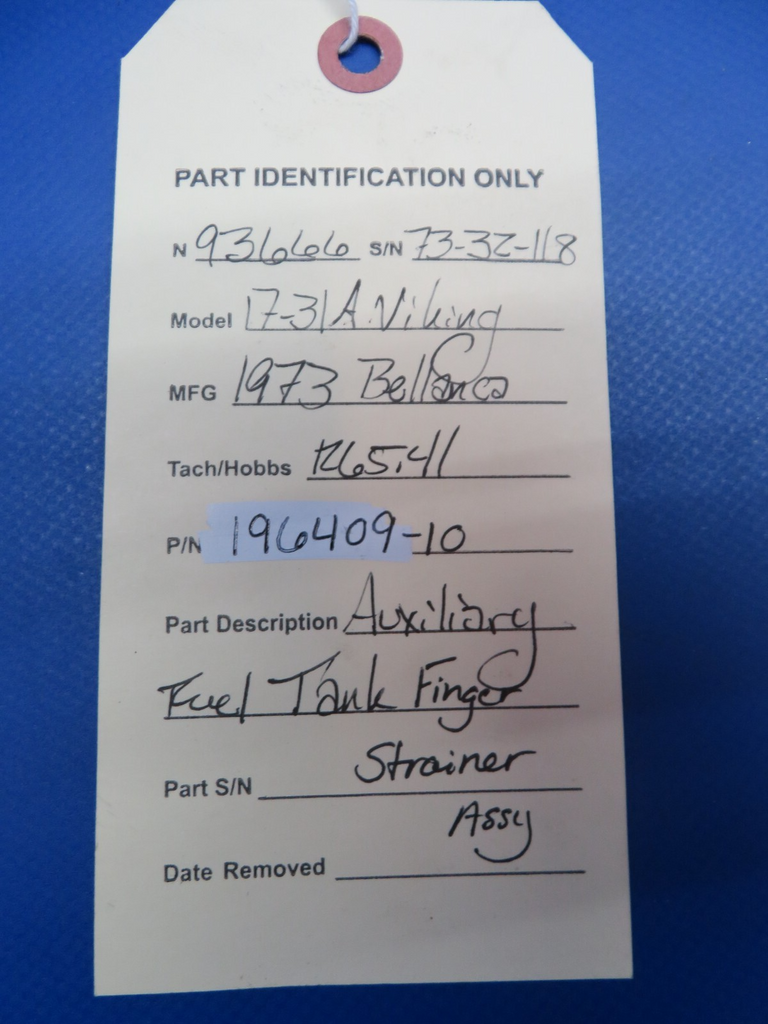 PART IDENTIFICATION ONLY
N 93666 S/N 73-32-118
Model 17-31A Viking
MFG 1973 Bellanca
Tach/Hobbs 1265.41
P/N 196409-10
Part Description Auxiliary
Fuel Tank Finger
Strainer
Part S/N
Assy
Date Removed